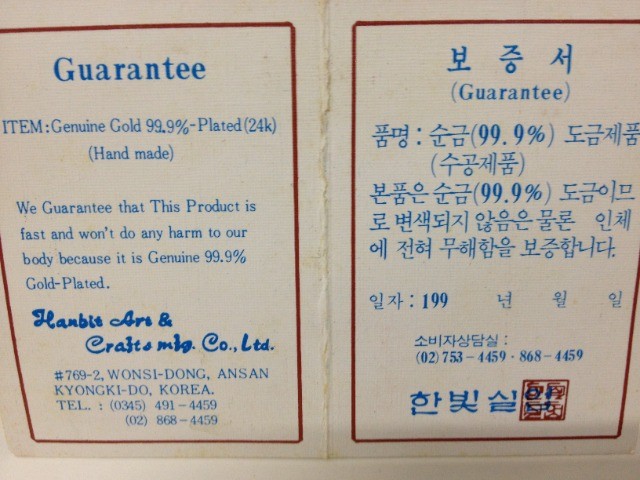 Guarantee
ITEM:Genuine Gold 99.9%-Plated(24k)
(Hand made)
We Guarantee that This Product is
fast and won't do any harm to our
body because it is Genuine 99.9%
Gold-Plated.
Hanbit Art &
Crafts mfg. Co., Ltd.
#769-2, WONSI-DONG, ANSAN
KYONGKI-DO, KOREA.
TEL. : (0345) 491-4459
(02) 868-4459
보증서
(Guarantee)
품명 : 순금(99.9%) 도금제품
(수공제품)
본품은 순금(99.9%) 도금이므
로 변색되지 않음은 물론 인체
에 전혀 무해함을 보증합니다.
일자 : 199 년 월 일
소비자상담실 :
(02) 753-4459 · 868-4459
한빛실업